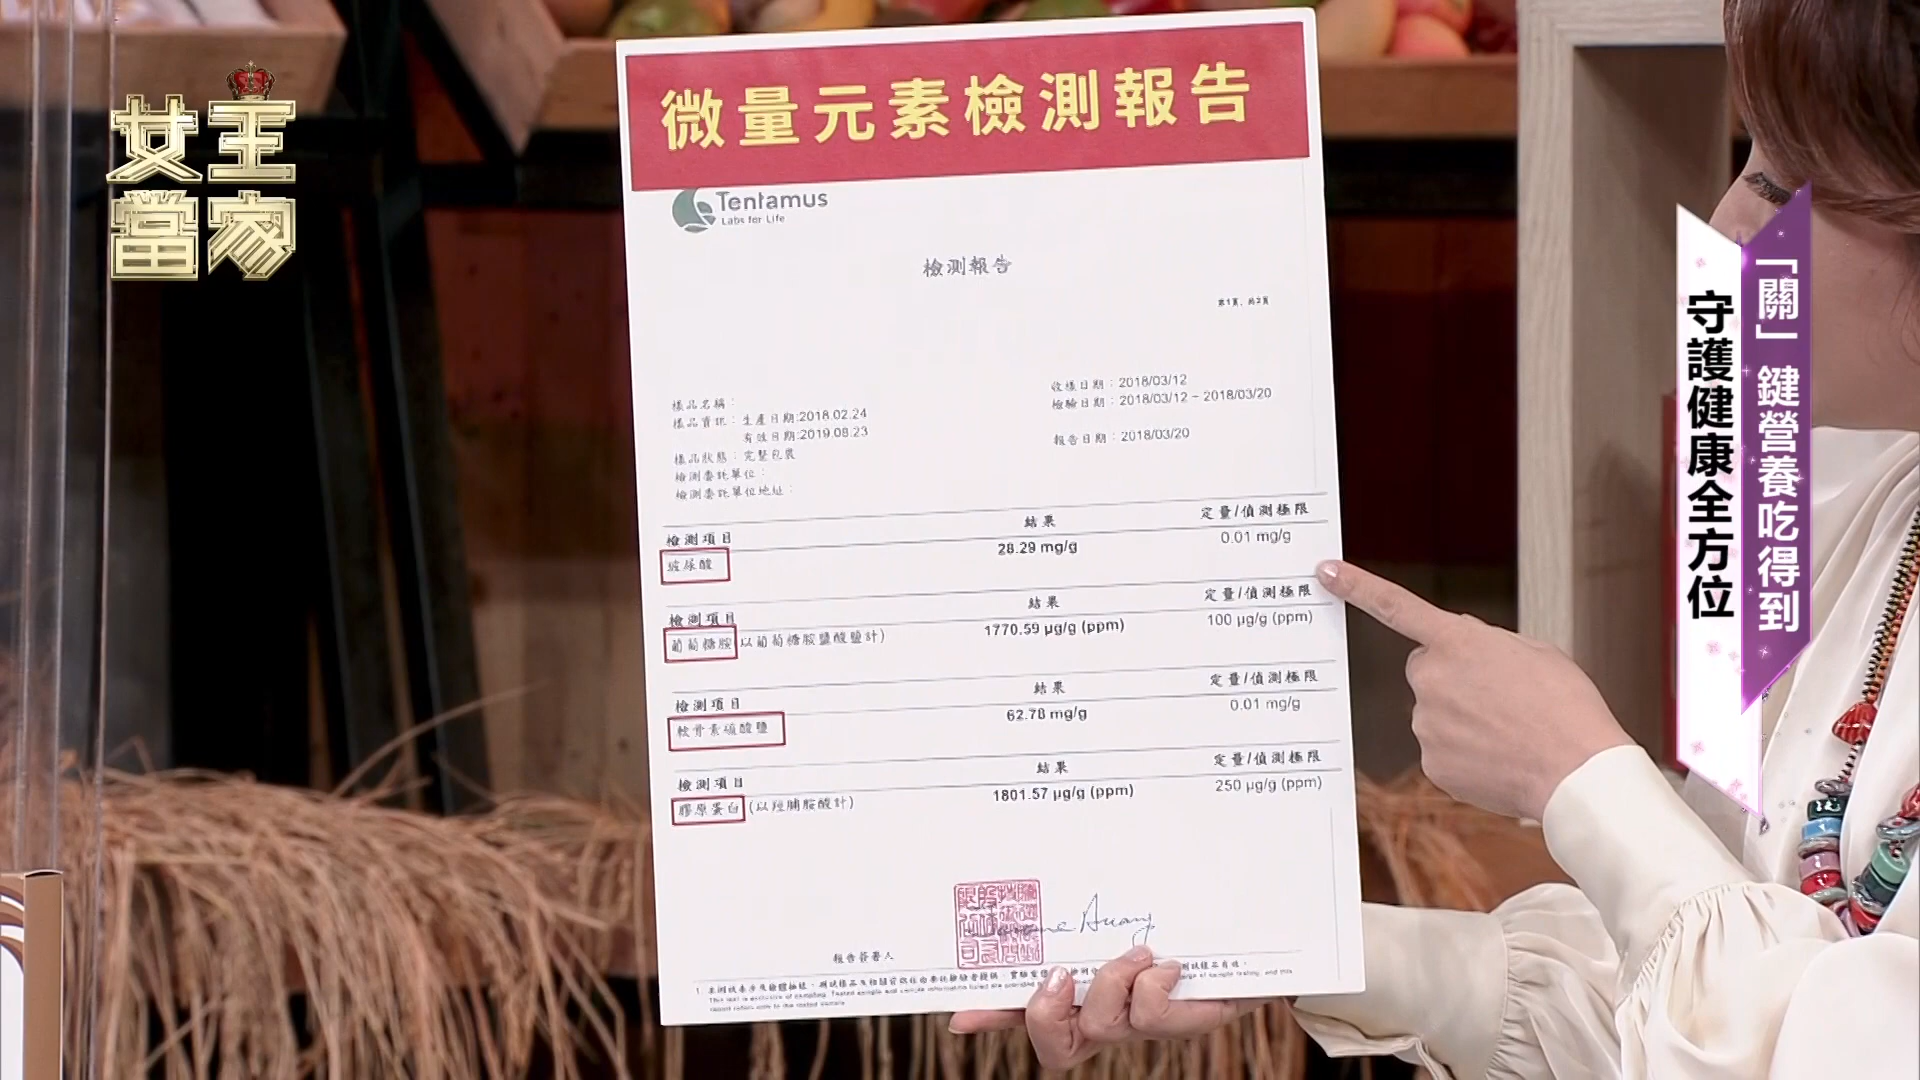 女王
當家
微量元素檢測報告
Tentamus
Labs for Life
檢測報告
第1頁，共2頁
樣品名稱：
樣品資訊：生產日期:2018.02.24
有效日期:2019.08.23
樣品狀態：完整包裝
檢測委託單位：
檢測委託單位地址：
收樣日期：2018/03/12
檢驗日期：2018/03/12 - 2018/03/20
報告日期：2018/03/20
檢測項目 結果 定量/偵測極限
玻尿酸 28.29 mg/g 0.01 mg/g
檢測項目 結果 定量/偵測極限
葡萄糖胺(以葡萄糖胺鹽酸鹽計) 1770.59 µg/g (ppm) 100 µg/g (ppm)
檢測項目 結果 定量/偵測極限
軟骨素硫酸鹽 62.78 mg/g 0.01 mg/g
檢測項目 結果 定量/偵測極限
膠原蛋白 (以羥脯胺酸計) 1801.57 µg/g (ppm) 250 µg/g (ppm)
報告簽署人
「關」鍵營養吃得到
守護健康全方位